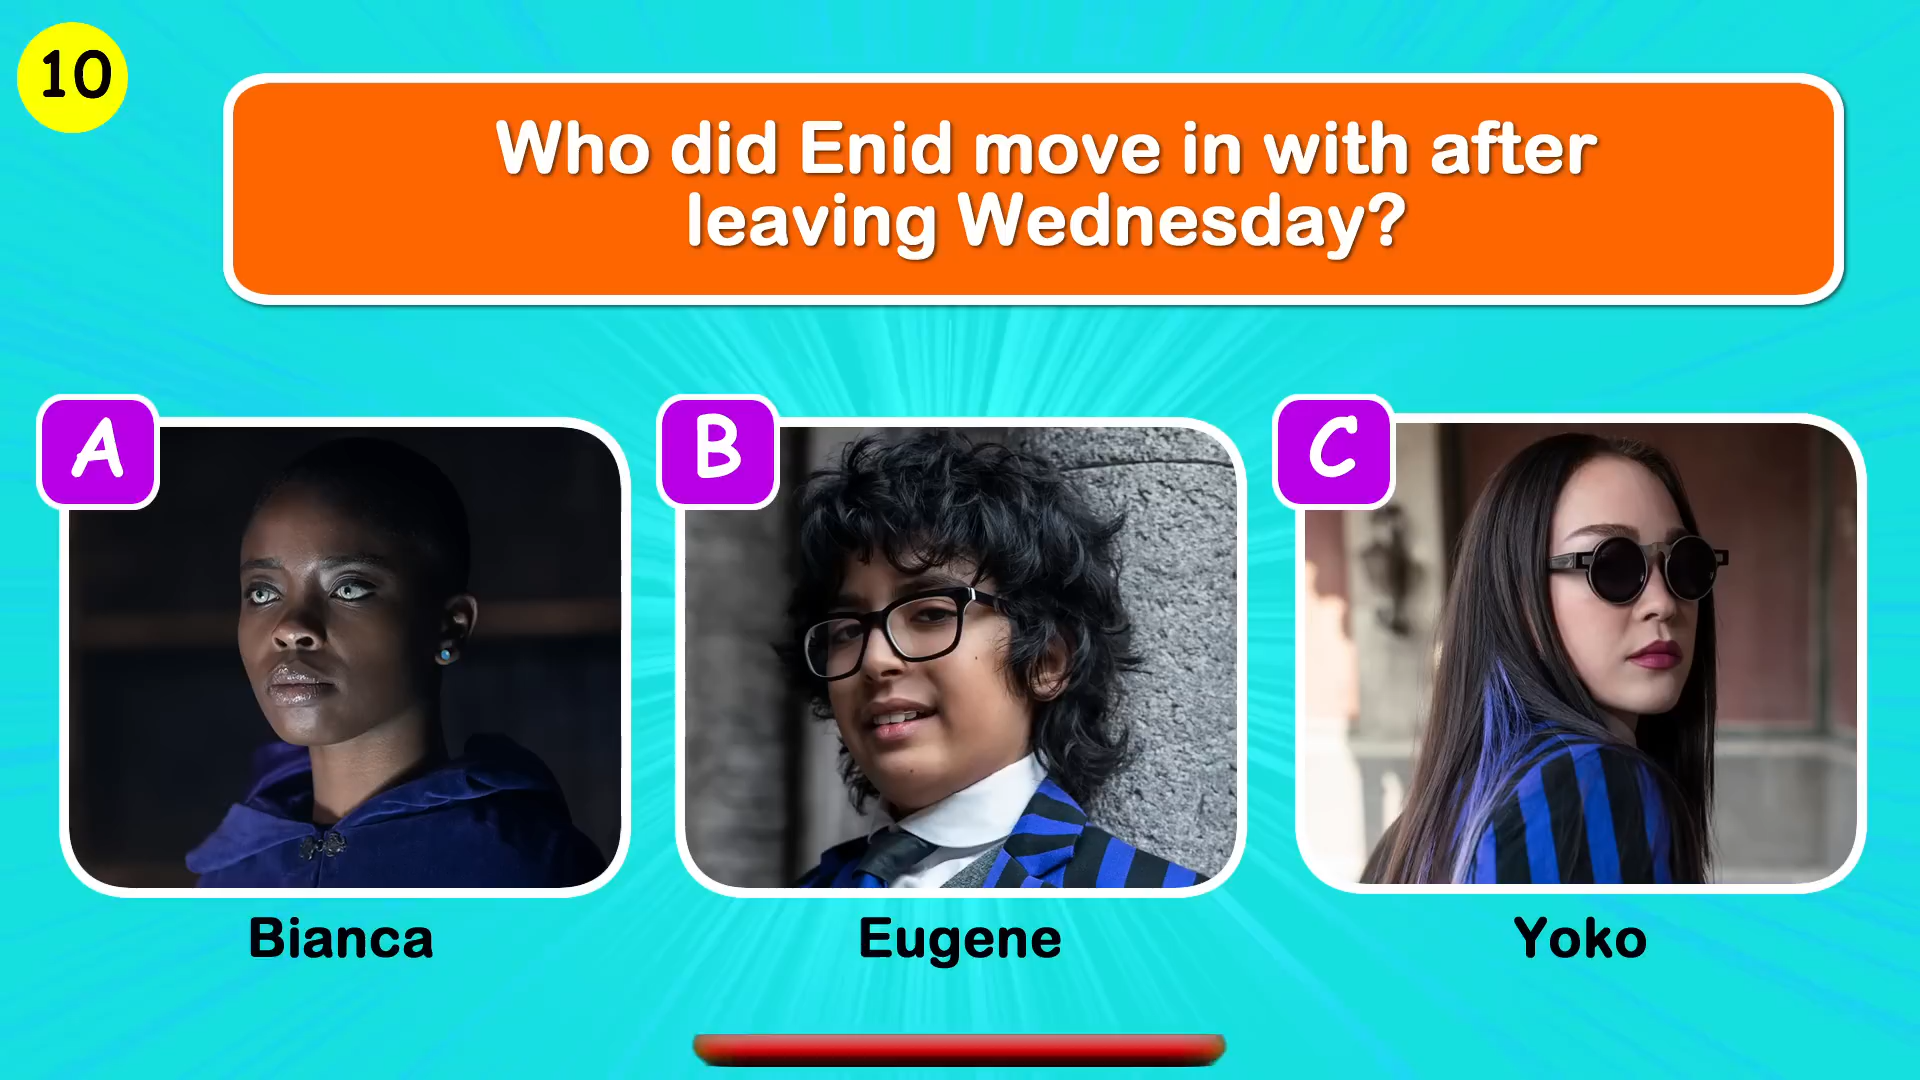 10
Who did Enid move in with after
leaving Wednesday?
A
B
C
Bianca
Eugene
Yoko